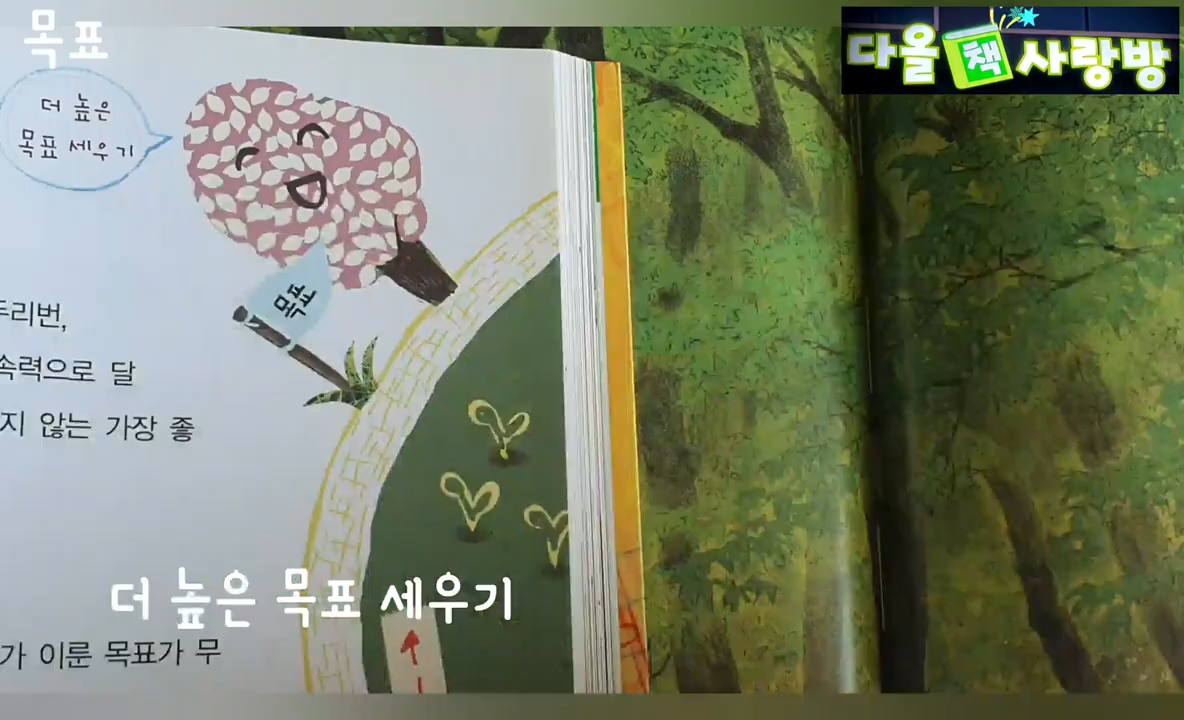 목표
다올 책 사랑방
더 높은
목표 세우기
목표
두리번,
속력으로 달
지 않는 가장 좋
더 높은 목표 세우기
가 이룬 목표가 무